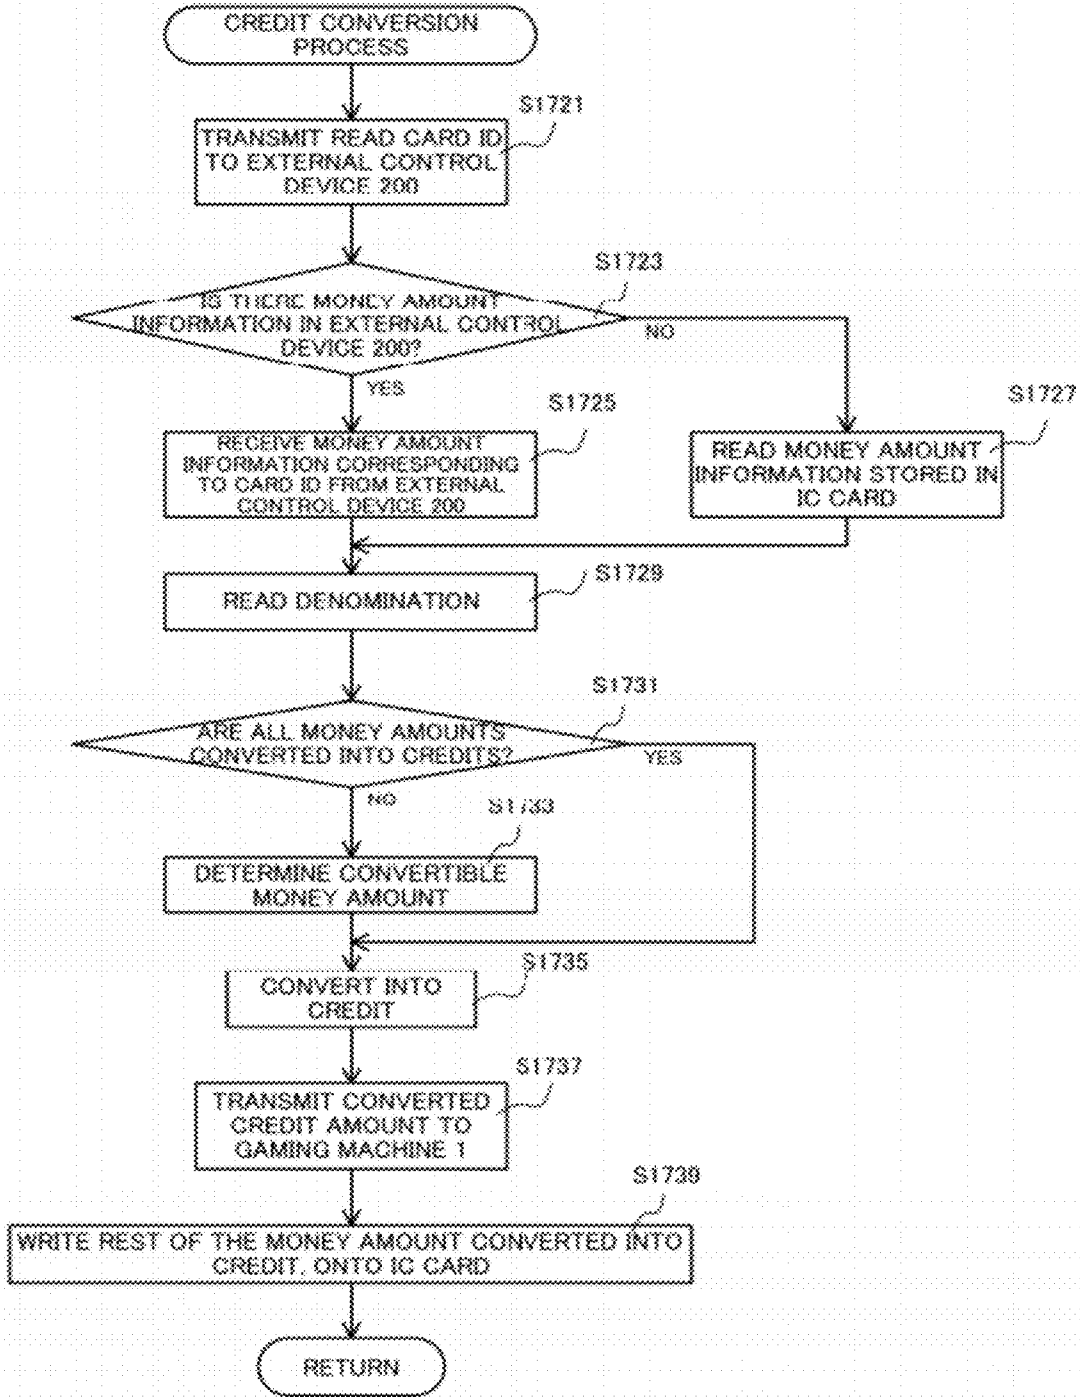 CREDIT CONVERSION
PROCESS
S1721
TRANSMIT READ CARD ID
TO EXTERNAL CONTROL
DEVICE 200
S1723
IS THERE MONEY AMOUNT
INFORMATION IN EXTERNAL CONTROL
DEVICE 200?
NO
YES
S1725
S1727
RECEIVE MONEY AMOUNT
INFORMATION CORRESPONDING
TO CARD ID FROM EXTERNAL
CONTROL DEVICE 200
READ MONEY AMOUNT
INFORMATION STORED IN
IC CARD
S1729
READ DENOMINATION
S1731
ARE ALL MONEY AMOUNTS
CONVERTED INTO CREDITS?
YES
NO
S1733
DETERMINE CONVERTIBLE
MONEY AMOUNT
S1735
CONVERT INTO
CREDIT
S1737
TRANSMIT CONVERTED
CREDIT AMOUNT TO
GAMING MACHINE 1
S1739
WRITE REST OF THE MONEY AMOUNT CONVERTED INTO
CREDIT, ONTO IC CARD
RETURN